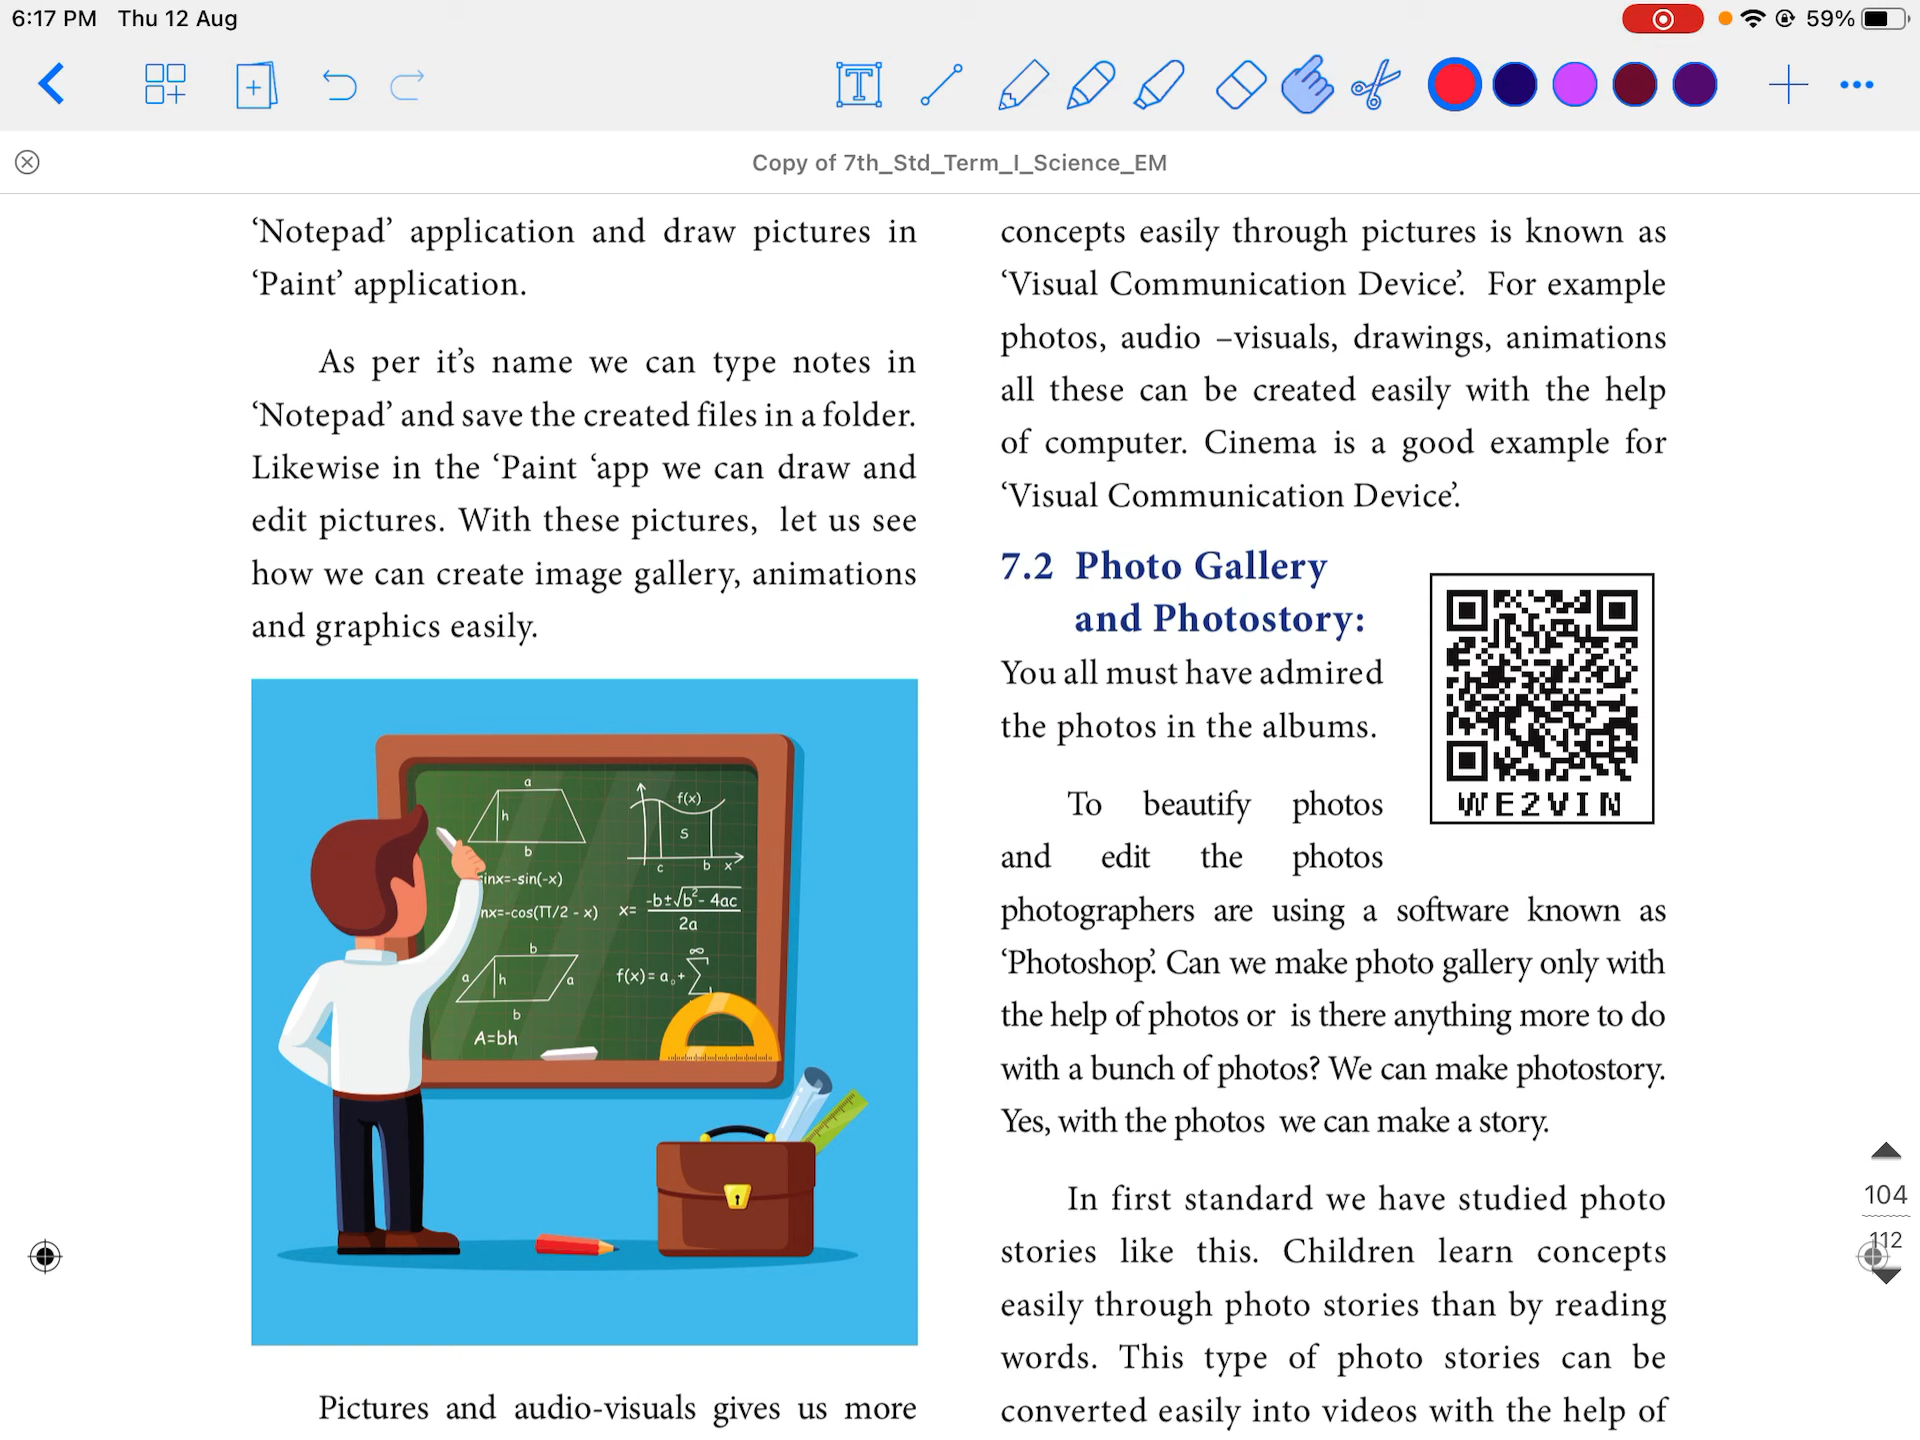 6:17 PM Thu 12 Aug
59%
Copy of 7th_Std_Term_I_Science_EM
‘Notepad’ application and draw pictures in
‘Paint’ application.
As per it’s name we can type notes in
‘Notepad’ and save the created files in a folder.
Likewise in the ‘Paint ‘app we can draw and
edit pictures. With these pictures, let us see
how we can create image gallery, animations
and graphics easily.
a
h
b
f(x)
S
c b x
sinx=-sin(-x)
nx=-cos(π/2 - x)
x= -b±√b²- 4ac
2a
b
a h a
b
f(x)= a₀+ ∞ ∑
A=bh
Pictures and audio-visuals gives us more
concepts easily through pictures is known as
‘Visual Communication Device’. For example
photos, audio –visuals, drawings, animations
all these can be created easily with the help
of computer. Cinema is a good example for
‘Visual Communication Device’.
7.2 Photo Gallery
and Photostory:
You all must have admired
the photos in the albums.
WE2VIN
To beautify photos
and edit the photos
photographers are using a software known as
‘Photoshop’. Can we make photo gallery only with
the help of photos or is there anything more to do
with a bunch of photos? We can make photostory.
Yes, with the photos we can make a story.
In first standard we have studied photo
stories like this. Children learn concepts
easily through photo stories than by reading
words. This type of photo stories can be
converted easily into videos with the help of
104
112